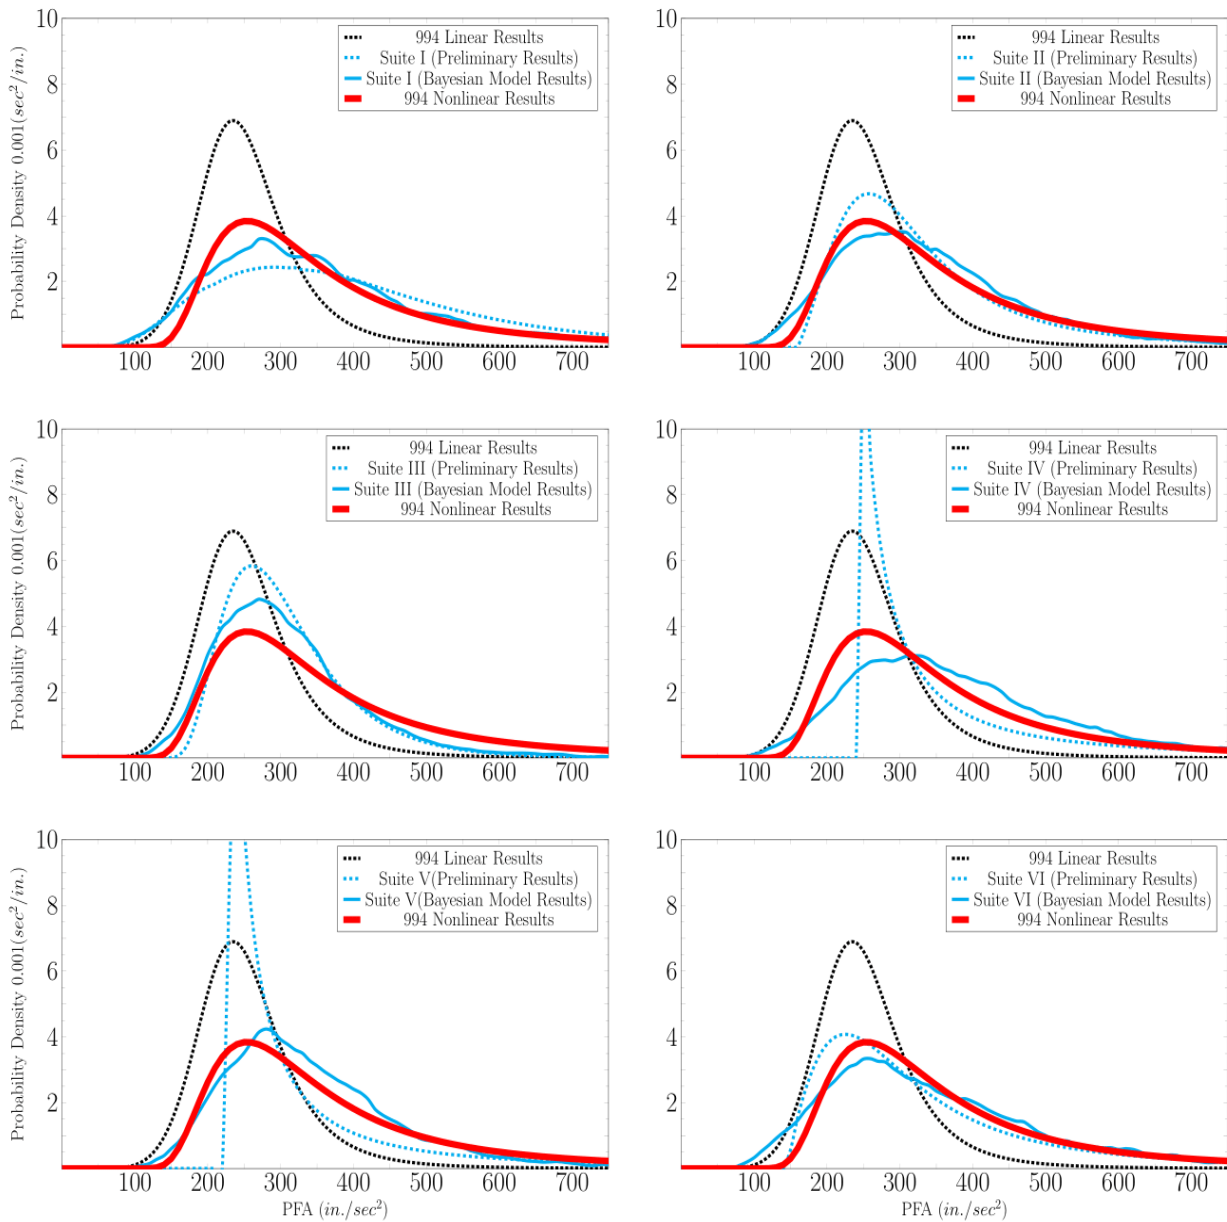 10
8
6
4
2
Probability Density 0.001(sec²/in.)
994 Linear Results
Suite I (Preliminary Results)
Suite I (Bayesian Model Results)
994 Nonlinear Results
100 200 300 400 500 600 700
10
8
6
4
2
994 Linear Results
Suite II (Preliminary Results)
Suite II (Bayesian Model Results)
994 Nonlinear Results
100 200 300 400 500 600 700
10
8
6
4
2
Probability Density 0.001(sec²/in.)
994 Linear Results
Suite III (Preliminary Results)
Suite III (Bayesian Model Results)
994 Nonlinear Results
100 200 300 400 500 600 700
10
8
6
4
2
994 Linear Results
Suite IV (Preliminary Results)
Suite IV (Bayesian Model Results)
994 Nonlinear Results
100 200 300 400 500 600 700
10
8
6
4
2
Probability Density 0.001(sec²/in.)
994 Linear Results
Suite V(Preliminary Results)
Suite V(Bayesian Model Results)
994 Nonlinear Results
100 200 300 400 500 600 700
PFA (in./sec²)
10
8
6
4
2
994 Linear Results
Suite VI (Preliminary Results)
Suite VI (Bayesian Model Results)
994 Nonlinear Results
100 200 300 400 500 600 700
PFA (in./sec²)